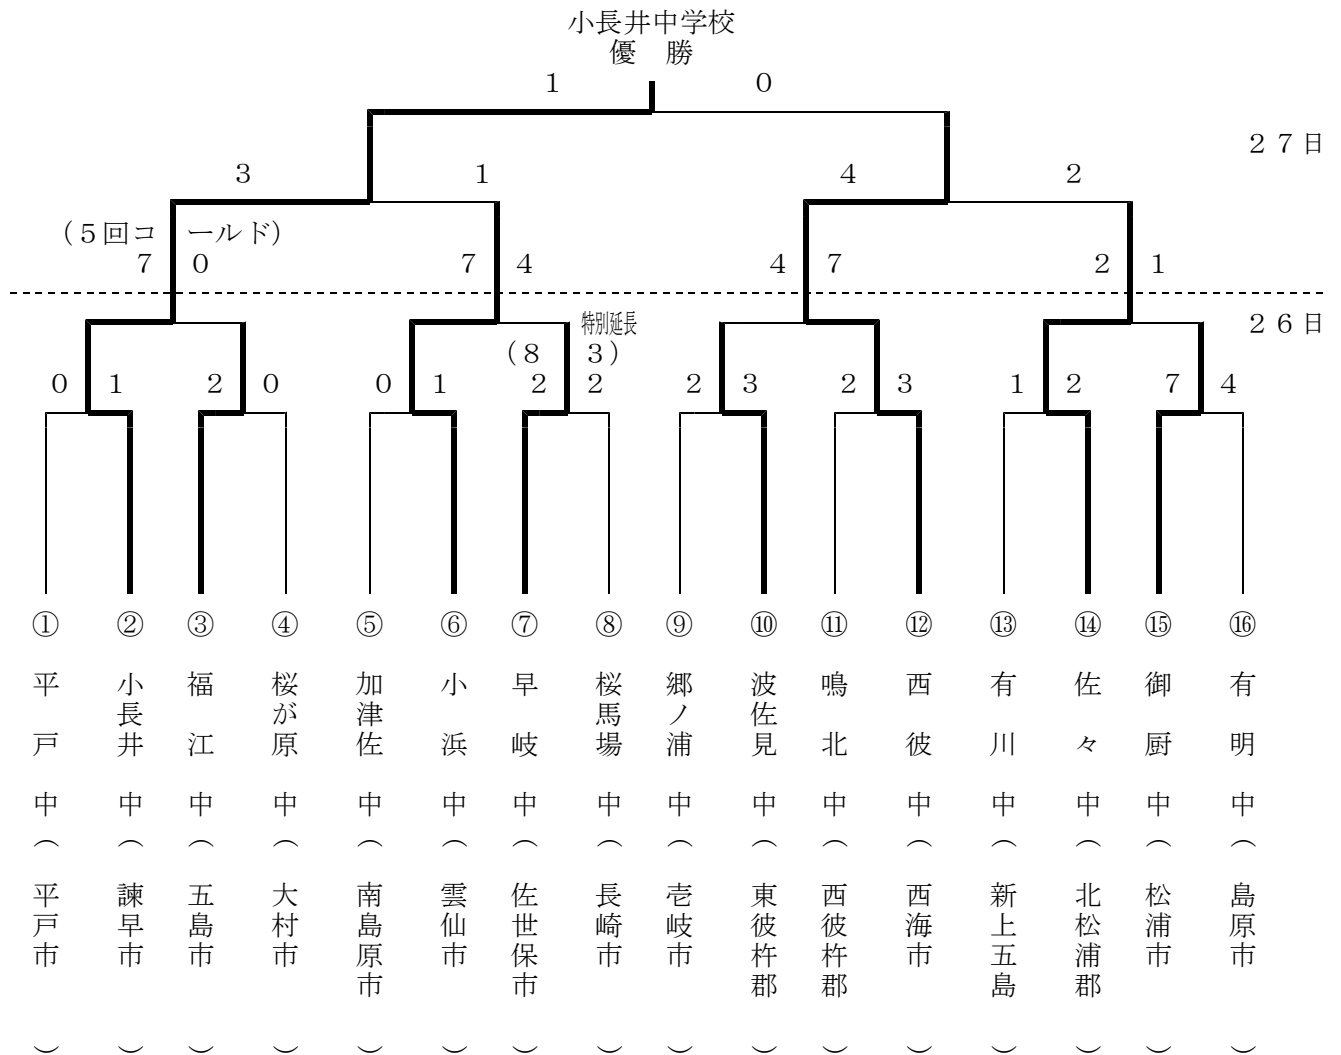 小長井中学校
優　勝
１　０
２７日
３　１　４　２
（５回コールド）
７　０　７　４　４　７　２　１
特別延長
２６日
（８　３）
０　１　２　０　０　１　２　２　２　３　２　３　１　２　７　４
①　平戸中（平戸市）
②　小長井中（諫早市）
③　福江中（五島市）
④　桜が原中（大村市）
⑤　加津佐中（南島原市）
⑥　小浜中（雲仙市）
⑦　早岐中（佐世保市）
⑧　桜馬場中（長崎市）
⑨　郷ノ浦中（壱岐市）
⑩　波佐見中（東彼杵郡）
⑪　鳴北中（西彼杵郡）
⑫　西彼中（西海市）
⑬　有川中（新上五島）
⑭　佐々中（北松浦郡）
⑮　御厨中（松浦市）
⑯　有明中（島原市）